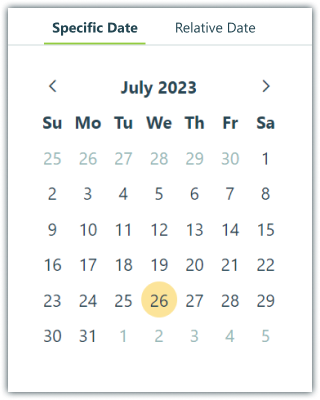 Specific Date Relative Date
July 2023
Su Mo Tu We Th Fr Sa
25 26 27 28 29 30 1
2 3 4 5 6 7 8
9 10 11 12 13 14 15
16 17 18 19 20 21 22
23 24 25 26 27 28 29
30 31 1 2 3 4 5